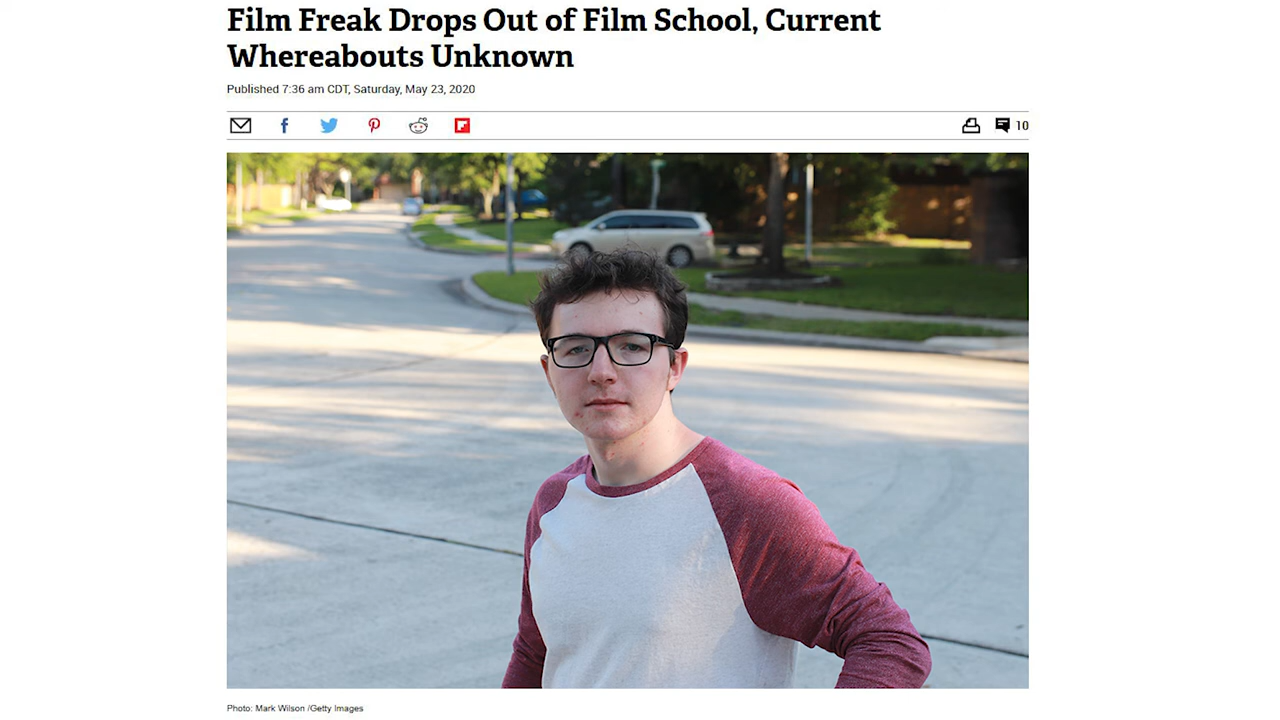 Film Freak Drops Out of Film School, Current
Whereabouts Unknown
Published 7:36 am CDT, Saturday, May 23, 2020
10
Photo: Mark Wilson /Getty Images